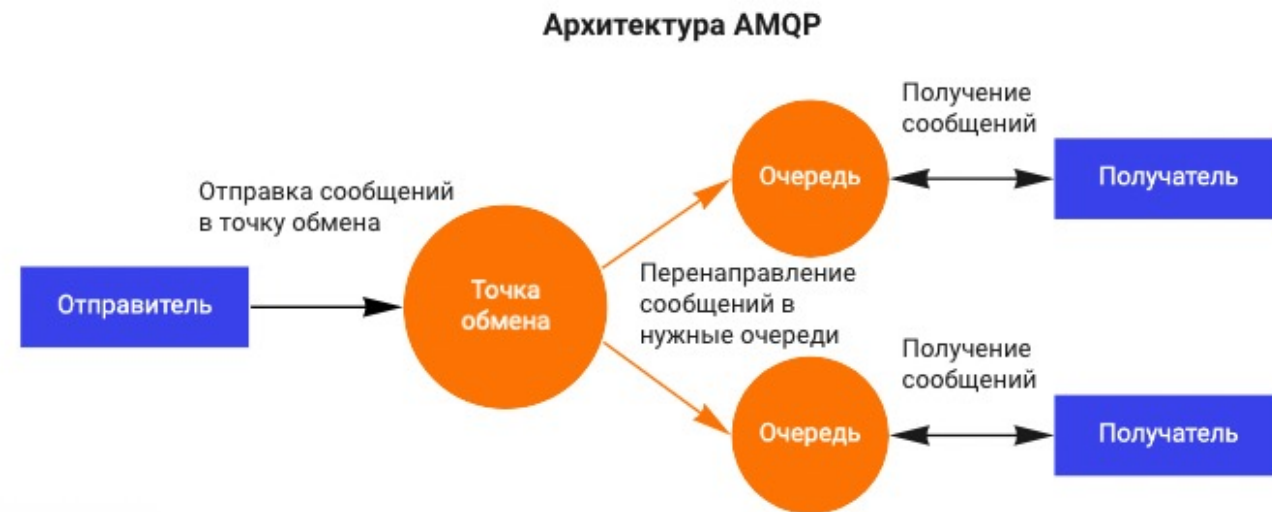 Архитектура AMQP
Получение
сообщений
Очередь
Получатель
Отправка сообщений
в точку обмена
Отправитель
Точка
обмена
Перенаправление
сообщений в
нужные очереди
Получение
сообщений
Очередь
Получатель